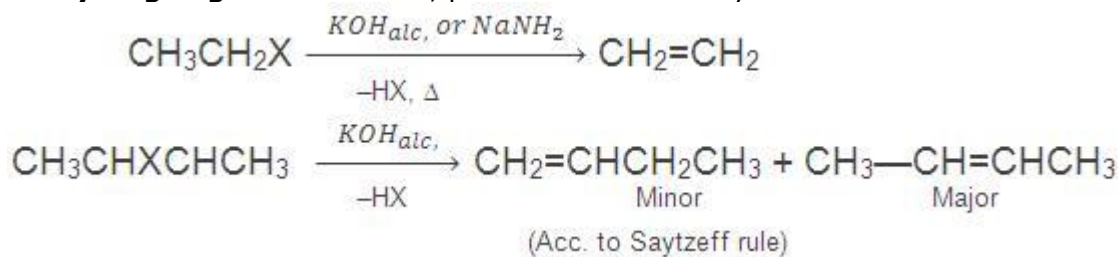 CH₃CH₂X KOH_alc, or NaNH₂ –HX, Δ CH₂=CH₂
CH₃CHXCHCH₃ KOH_alc, –HX CH₂=CHCH₂CH₃ + CH₃—CH=CHCH₃
Minor Major
(Acc. to Saytzeff rule)